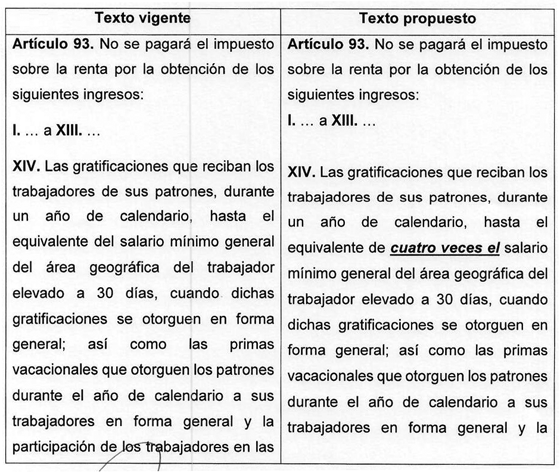 Texto vigente
Artículo 93. No se pagará el impuesto
sobre la renta por la obtención de los
siguientes ingresos:
I. ... a XIII. ...
XIV. Las gratificaciones que reciban los
trabajadores de sus patrones, durante
un año de calendario, hasta el
equivalente del salario mínimo general
del área geográfica del trabajador
elevado a 30 días, cuando dichas
gratificaciones se otorguen en forma
general; así como las primas
vacacionales que otorguen los patrones
durante el año de calendario a sus
trabajadores en forma general y la
participación de los trabajadores en las
Texto propuesto
Artículo 93. No se pagará el impuesto
sobre la renta por la obtención de los
siguientes ingresos:
I. ... a XIII. ...
XIV. Las gratificaciones que reciban los
trabajadores de sus patrones, durante
un año de calendario, hasta el
equivalente de cuatro veces el salario
mínimo general del área geográfica del
trabajador elevado a 30 días, cuando
dichas gratificaciones se otorguen en
forma general; así como las primas
vacacionales que otorguen los patrones
durante el año de calendario a sus
trabajadores en forma general y la